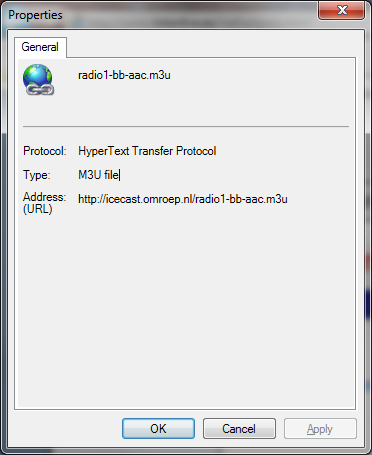 Properties
General
radio1-bb-aac.m3u
Protocol: HyperText Transfer Protocol
Type: M3U file
Address: http://icecast.omroep.nl/radio1-bb-aac.m3u
(URL)
OK Cancel Apply